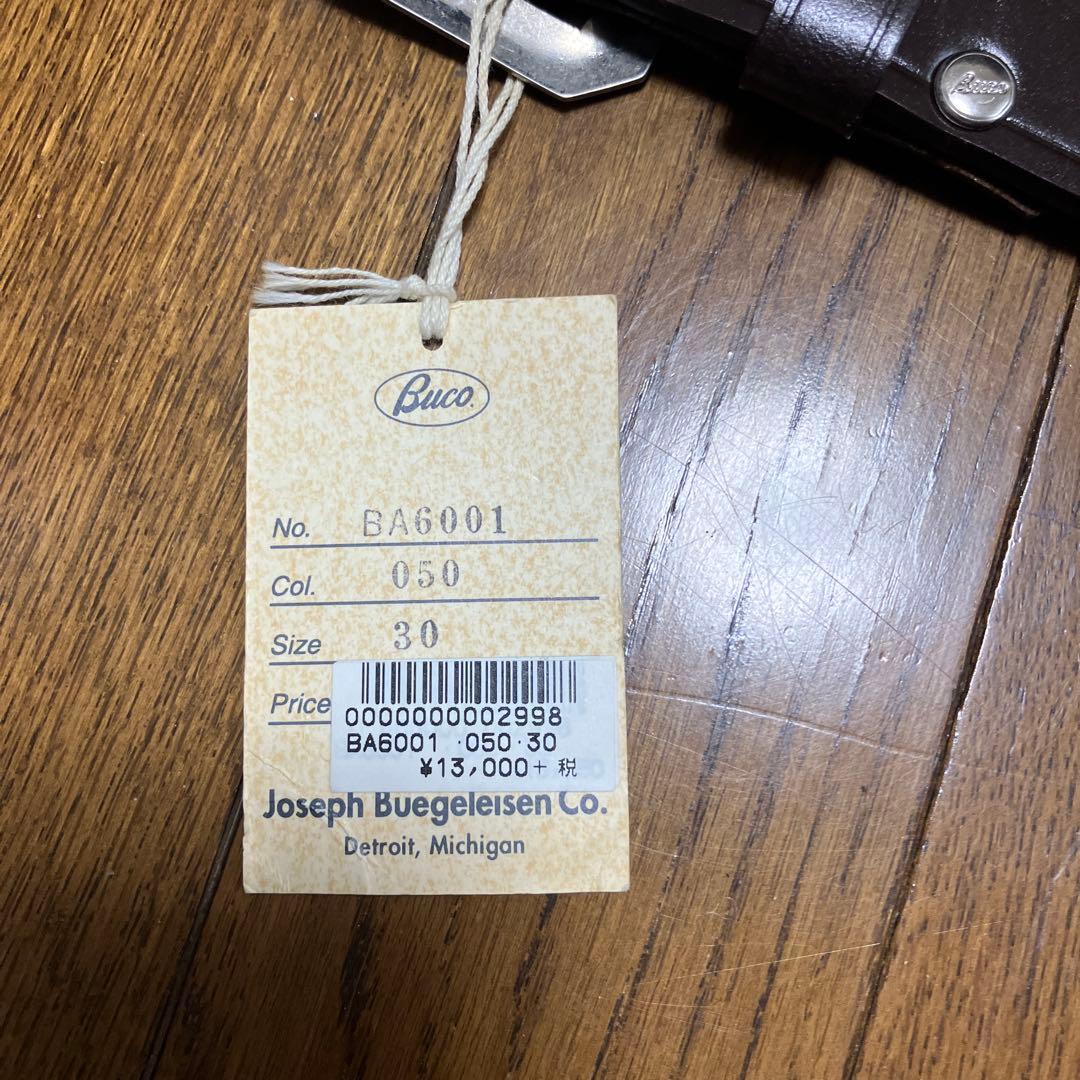 Buco
Buco.
No. BA6001
Col. 050
Size 30
Price
0000000002998
BA6001 ·050·30
¥13,000+ 税
Joseph Buegeleisen Co.
Detroit, Michigan